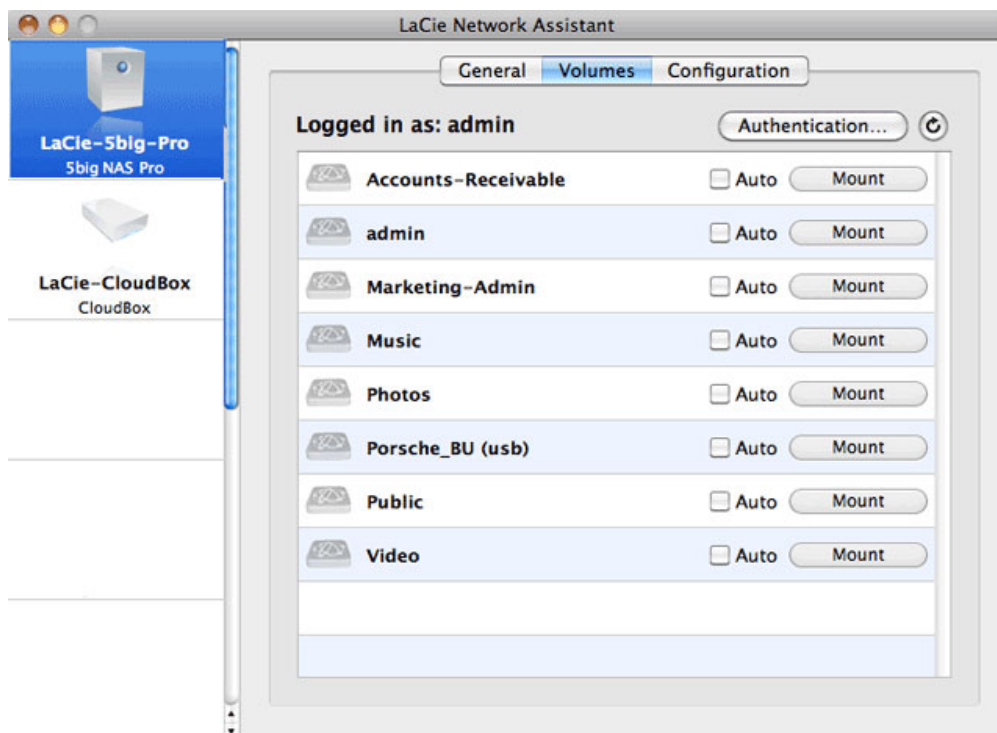 LaCie Network Assistant
LaCie-5big-Pro
5big NAS Pro
LaCie-CloudBox
CloudBox
General Volumes Configuration
Logged in as: admin Authentication...
Accounts-Receivable Auto Mount
admin Auto Mount
Marketing-Admin Auto Mount
Music Auto Mount
Photos Auto Mount
Porsche_BU (usb) Auto Mount
Public Auto Mount
Video Auto Mount